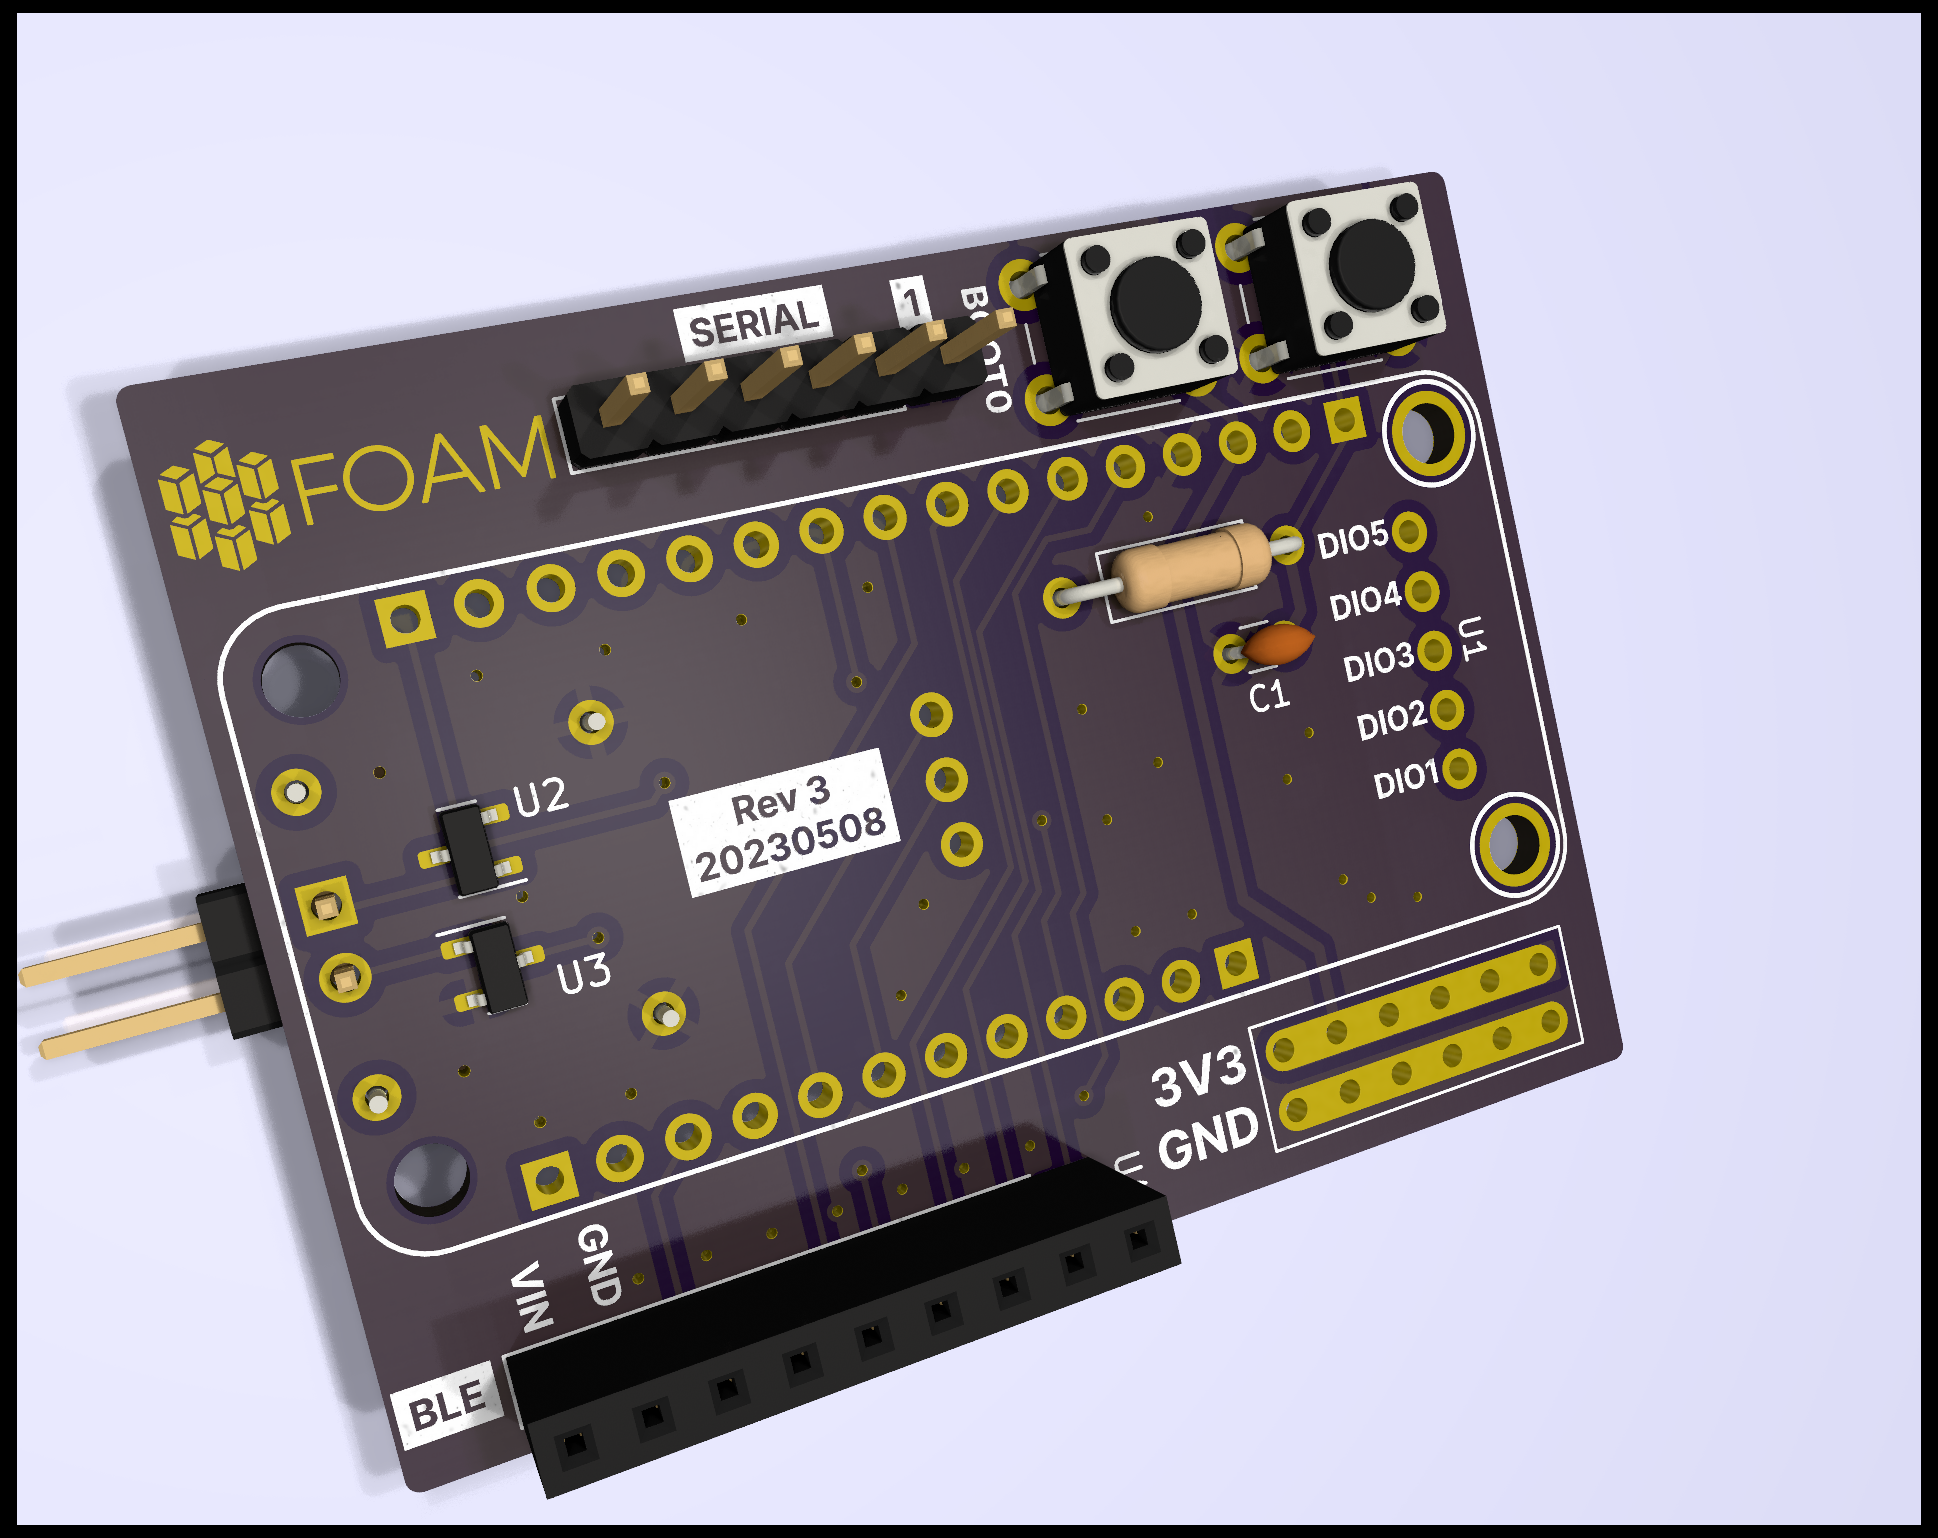 SERIAL
1
FOAM
DIO5
DIO4
DIO3
U1
DIO2
C1
DIO1
U2
Rev 3
20230508
U3
3V3
GND
GND
VIN
BLE